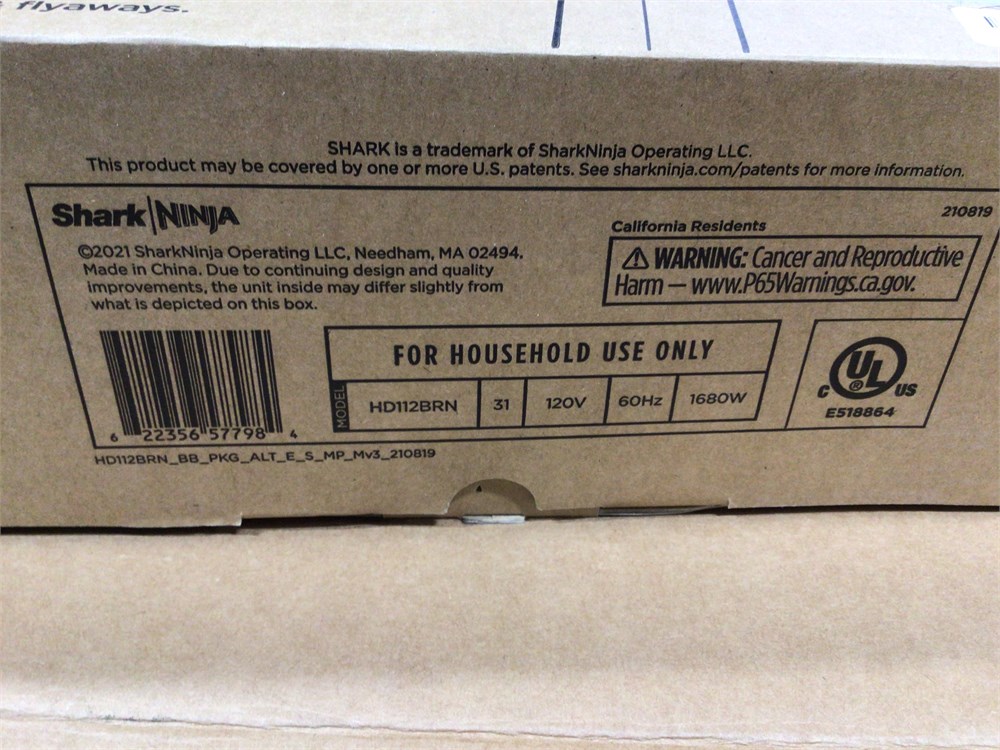 flyaways.
SHARK is a trademark of SharkNinja Operating LLC.
This product may be covered by one or more U.S. patents. See sharkninja.com/patents for more information.
210819
Shark|NINJA
©2021 SharkNinja Operating LLC, Needham, MA 02494.
Made in China. Due to continuing design and quality
improvements, the unit inside may differ slightly from
what is depicted on this box.
California Residents
⚠ WARNING: Cancer and Reproductive
Harm — www.P65Warnings.ca.gov.
FOR HOUSEHOLD USE ONLY
MODEL HD112BRN 31 120V 60Hz 1680W
C UL ® US
E518864
6 22356 57798 4
HD112BRN_BB_PKG_ALT_E_S_MP_Mv3_210819